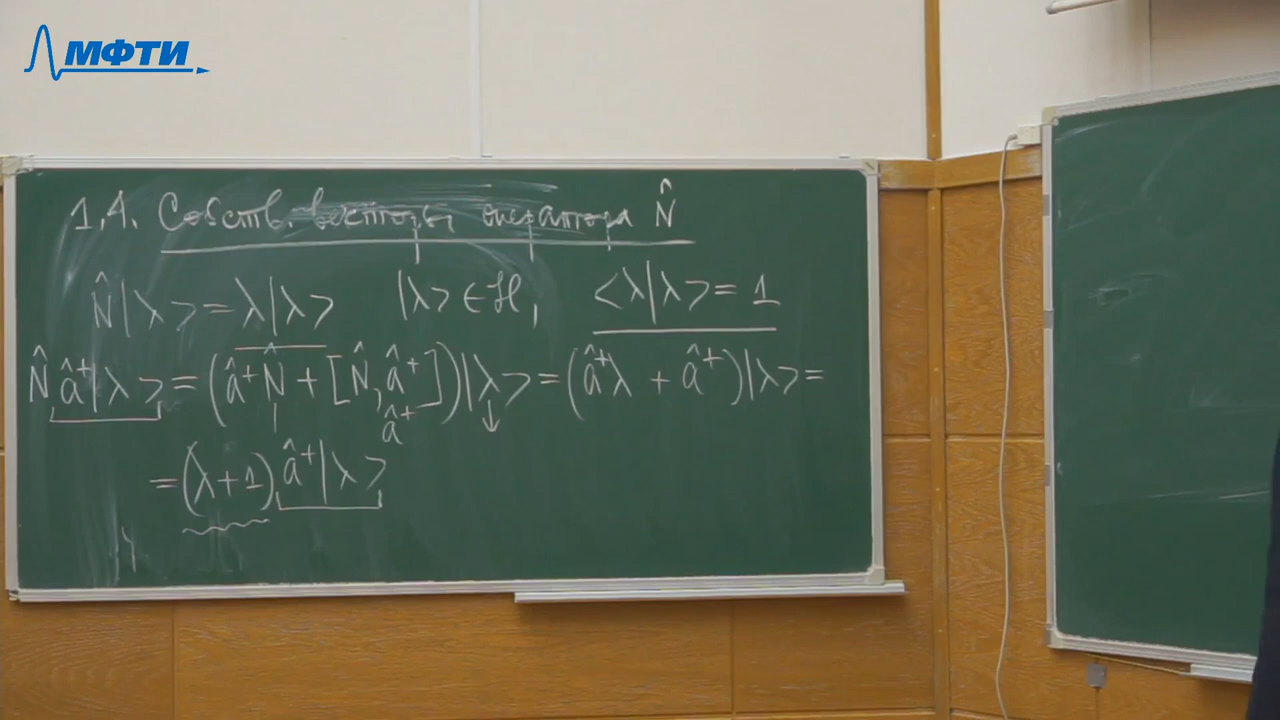 МФТИ
1.4. Собств. векторы оператора N̂
N̂|λ> = λ|λ> |λ> ∈ ℋ, <λ|λ> = 1
N̂ â⁺|λ> = (â⁺N̂ + [N̂, â⁺])|λ> = (â⁺λ + â⁺)|λ> =
â⁺
= (λ+1) â⁺|λ>